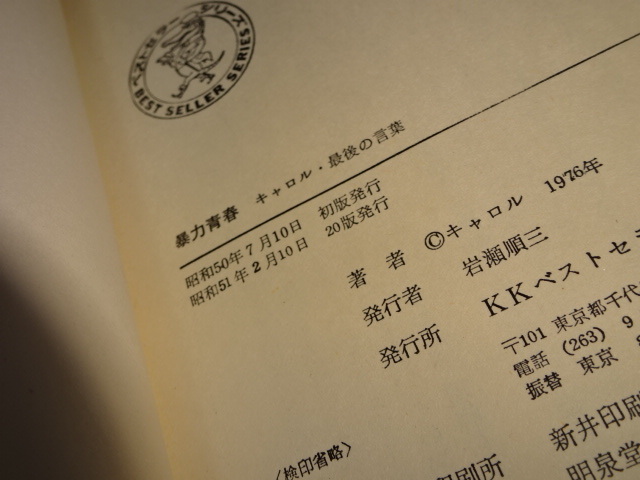 ベストセラーシリーズ
BEST SELLER SERIES
暴力青春 キャロル・最後の言葉
昭和50年7月10日 初版発行
昭和51年2月10日 20版発行
著者 ©キャロル 1976年
発行者 岩瀬順三
発行所 KKベストセ
〒101 東京都千代
電話 (263) 9
振替 東京
新井印刷
印刷所
明泉堂
〈検印省略〉